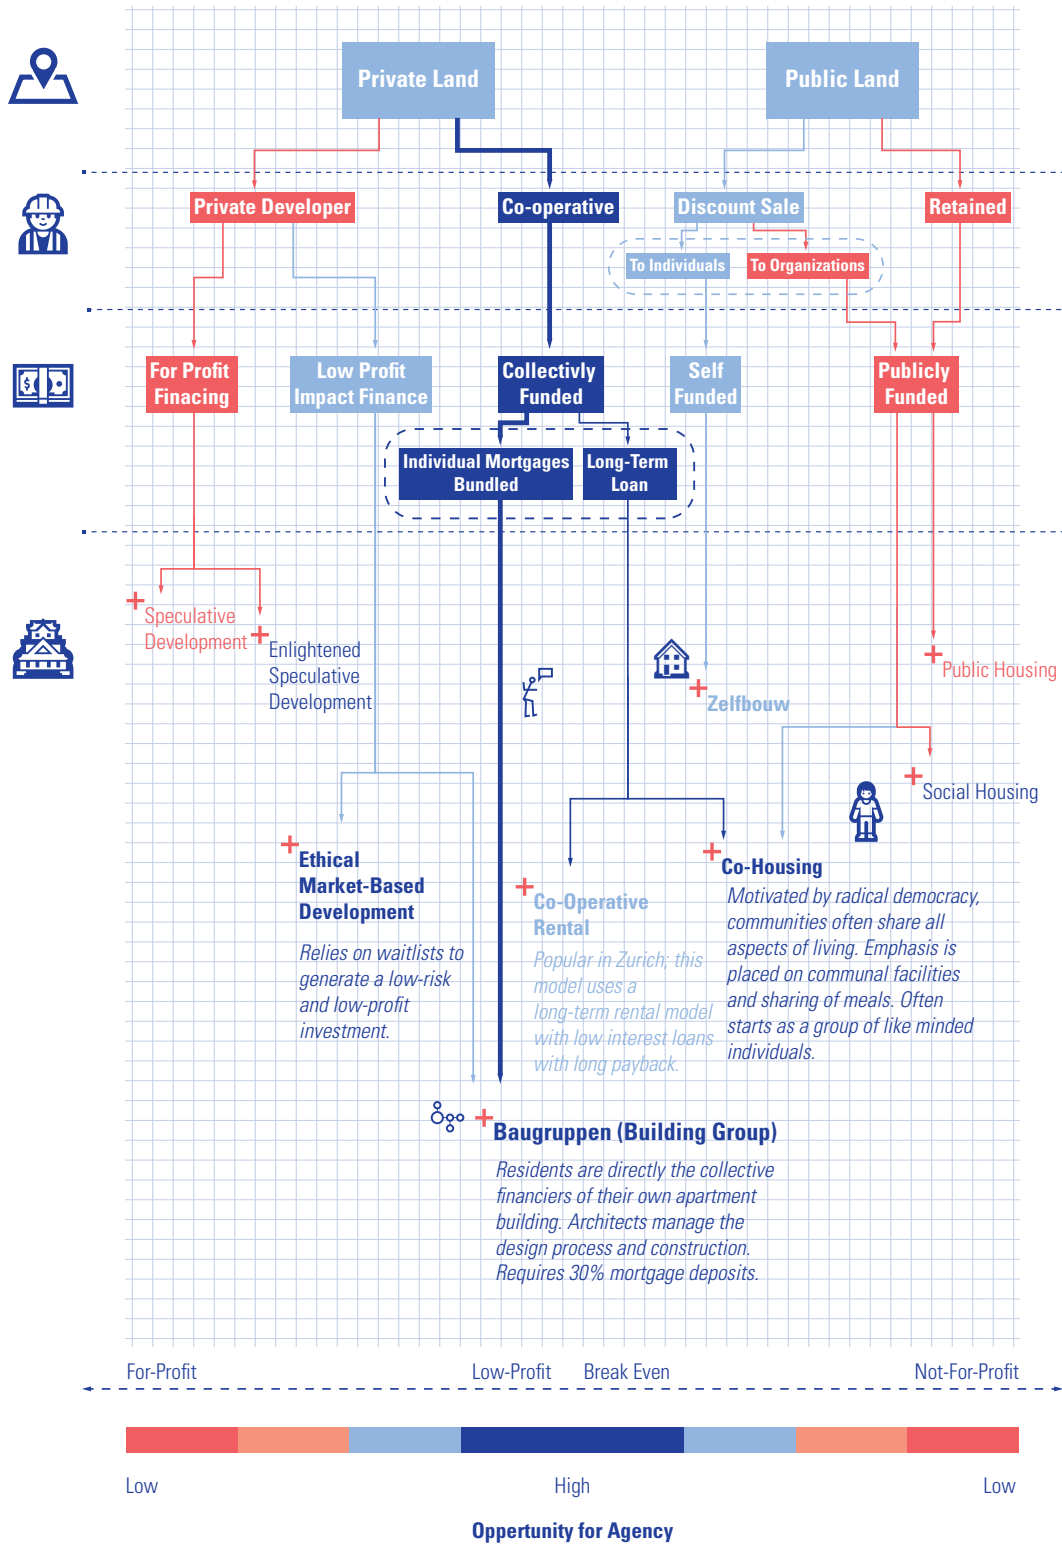 Private Land
Public Land
Private Developer
Co-operative
Discount Sale
Retained
To Individuals
To Organizations
For Profit
Finacing
Low Profit
Impact Finance
Collectivly
Funded
Self
Funded
Publicly
Funded
Individual Mortgages
Bundled
Long-Term
Loan
Speculative
Development
Enlightened
Speculative
Development
Public Housing
Zelfbouw
Social Housing
Ethical
Market-Based
Development
Relies on waitlists to
generate a low-risk
and low-profit
investment.
Co-Operative
Rental
Popular in Zurich; this
model uses a
long-term rental model
with low interest loans
with long payback.
Co-Housing
Motivated by radical democracy,
communities often share all
aspects of living. Emphasis is
placed on communal facilities
and sharing of meals. Often
starts as a group of like minded
individuals.
Baugruppen (Building Group)
Residents are directly the collective
financiers of their own apartment
building. Architects manage the
design process and construction.
Requires 30% mortgage deposits.
For-Profit
Low-Profit
Break Even
Not-For-Profit
Low
High
Low
Opportunity for Agency